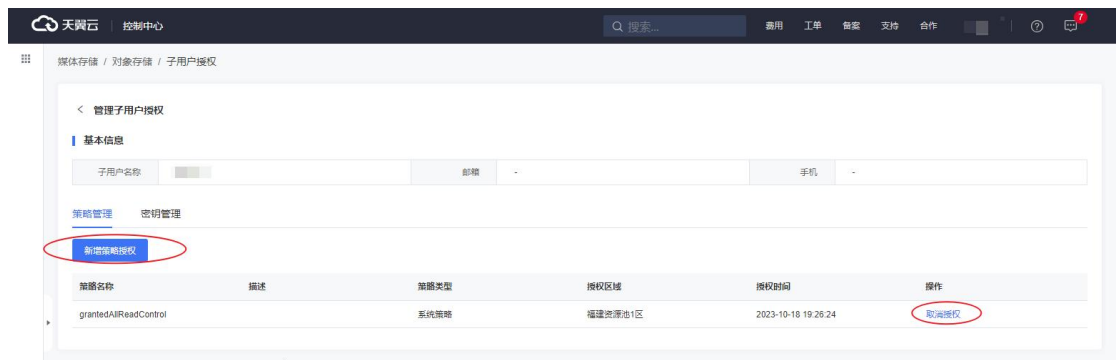 天翼云 控制中心 搜索... 费用 工单 备案 支持 合作 7
媒体存储 / 对象存储 / 子用户授权
< 管理子用户授权
基本信息
子用户名称 邮箱 - 手机 -
策略管理 密钥管理
新增策略授权
策略名称 描述 策略类型 授权区域 授权时间 操作
grantedAllReadControl 系统策略 福建资源池1区 2023-10-18 19:26:24 取消授权